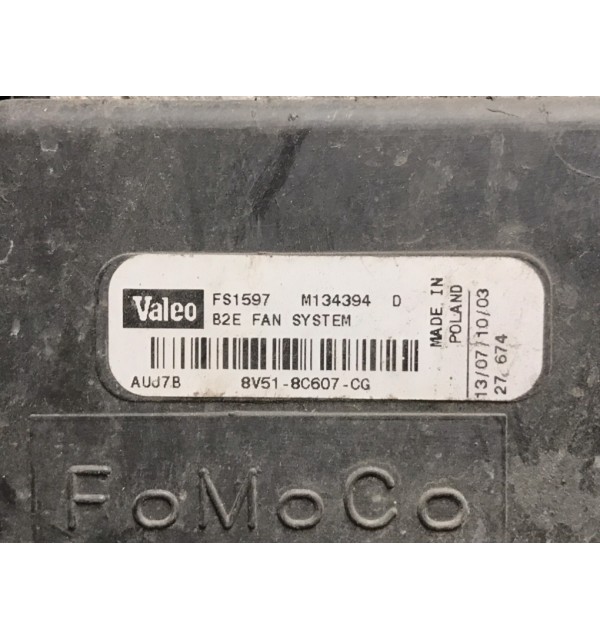 Valeo
FS1597 M134394 D
B2E FAN SYSTEM
AUJ7B 8V51-8C607-CG
MADE IN
POLAND
13/07/10/03
674
FoMoCo